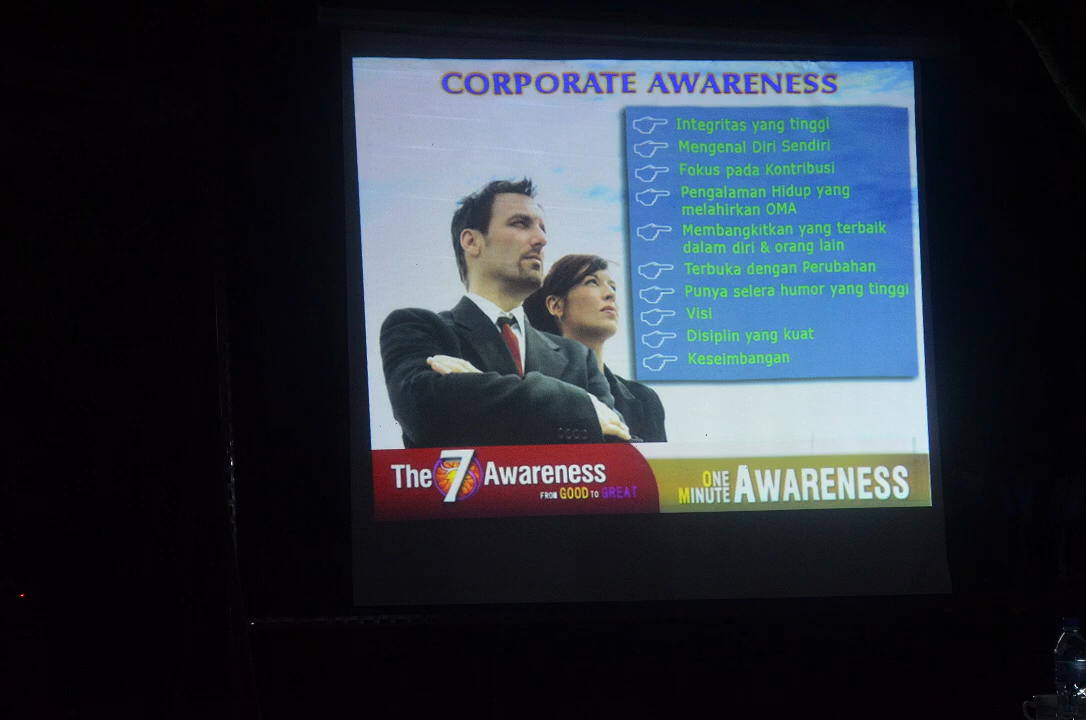 CORPORATE AWARENESS
Integritas yang tinggi
Mengenal Diri Sendiri
Fokus pada Kontribusi
Pengalaman Hidup yang
melahirkan OMA
Membangkitkan yang terbaik
dalam diri & orang lain
Terbuka dengan Perubahan
Punya selera humor yang tinggi
Visi
Disiplin yang kuat
Keseimbangan
The 7 Awareness
FROM GOOD TO GREAT
ONE
MINUTE AWARENESS